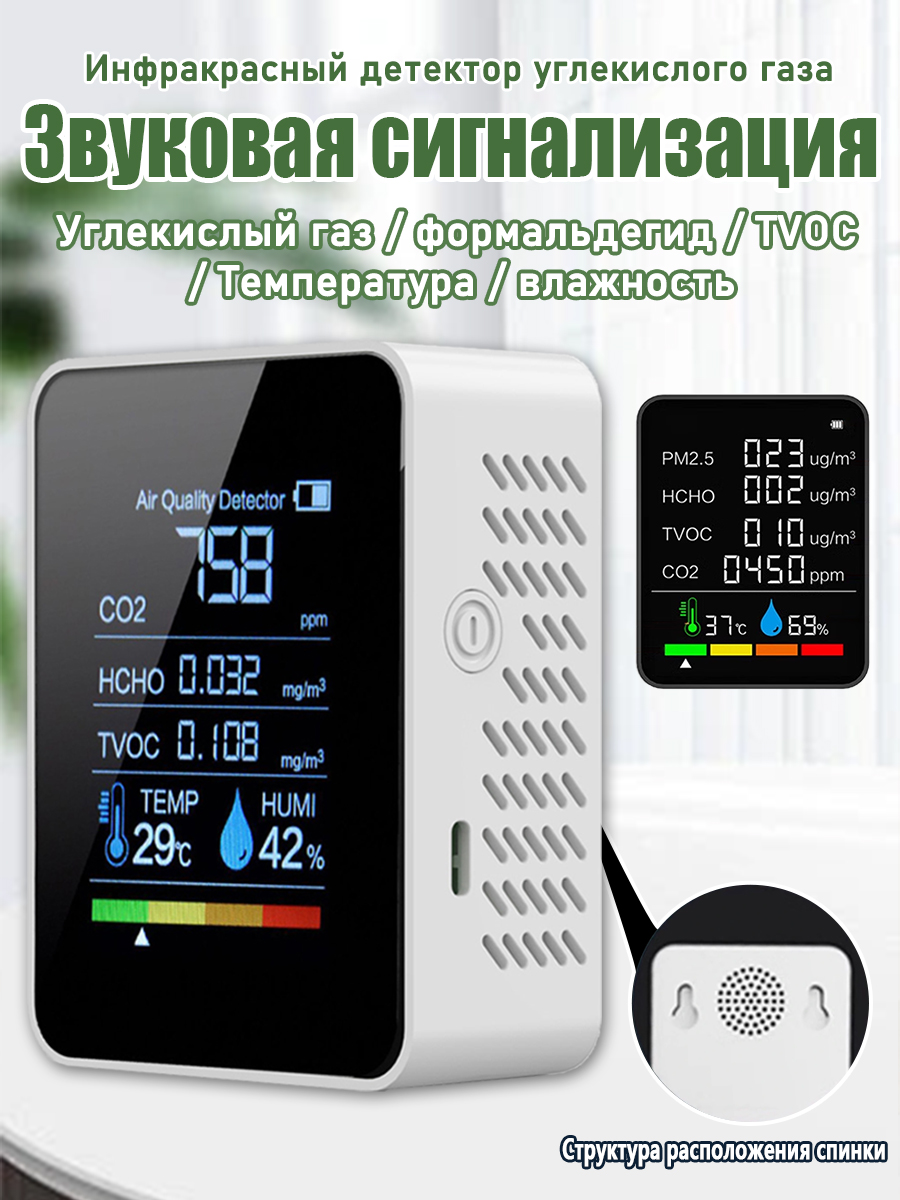 Инфракрасный детектор углекислого газа
Звуковая сигнализация
Углекислый газ / формальдегид / TVOC
/ Температура / влажность
Air Quality Detector
758
CO2 ppm
HCHO 0.032 mg/m³
TVOC 0.108 mg/m³
TEMP HUMI
29℃ 42%
PM2.5 023 ug/m³
HCHO 002 ug/m³
TVOC 010 ug/m³
CO2 0450 ppm
37℃ 69%
Структура расположения спинки